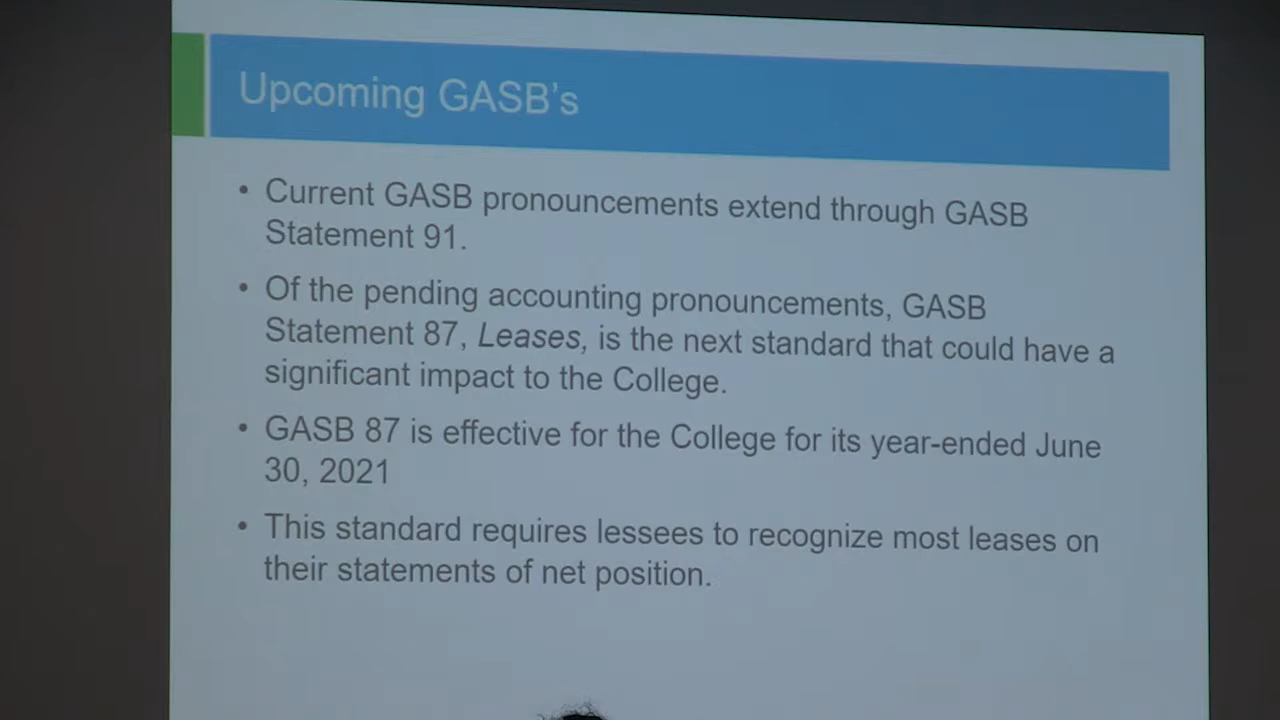 Upcoming GASB's
• Current GASB pronouncements extend through GASB
Statement 91.
• Of the pending accounting pronouncements, GASB
Statement 87, Leases, is the next standard that could have a
significant impact to the College.
• GASB 87 is effective for the College for its year-ended June
30, 2021
• This standard requires lessees to recognize most leases on
their statements of net position.